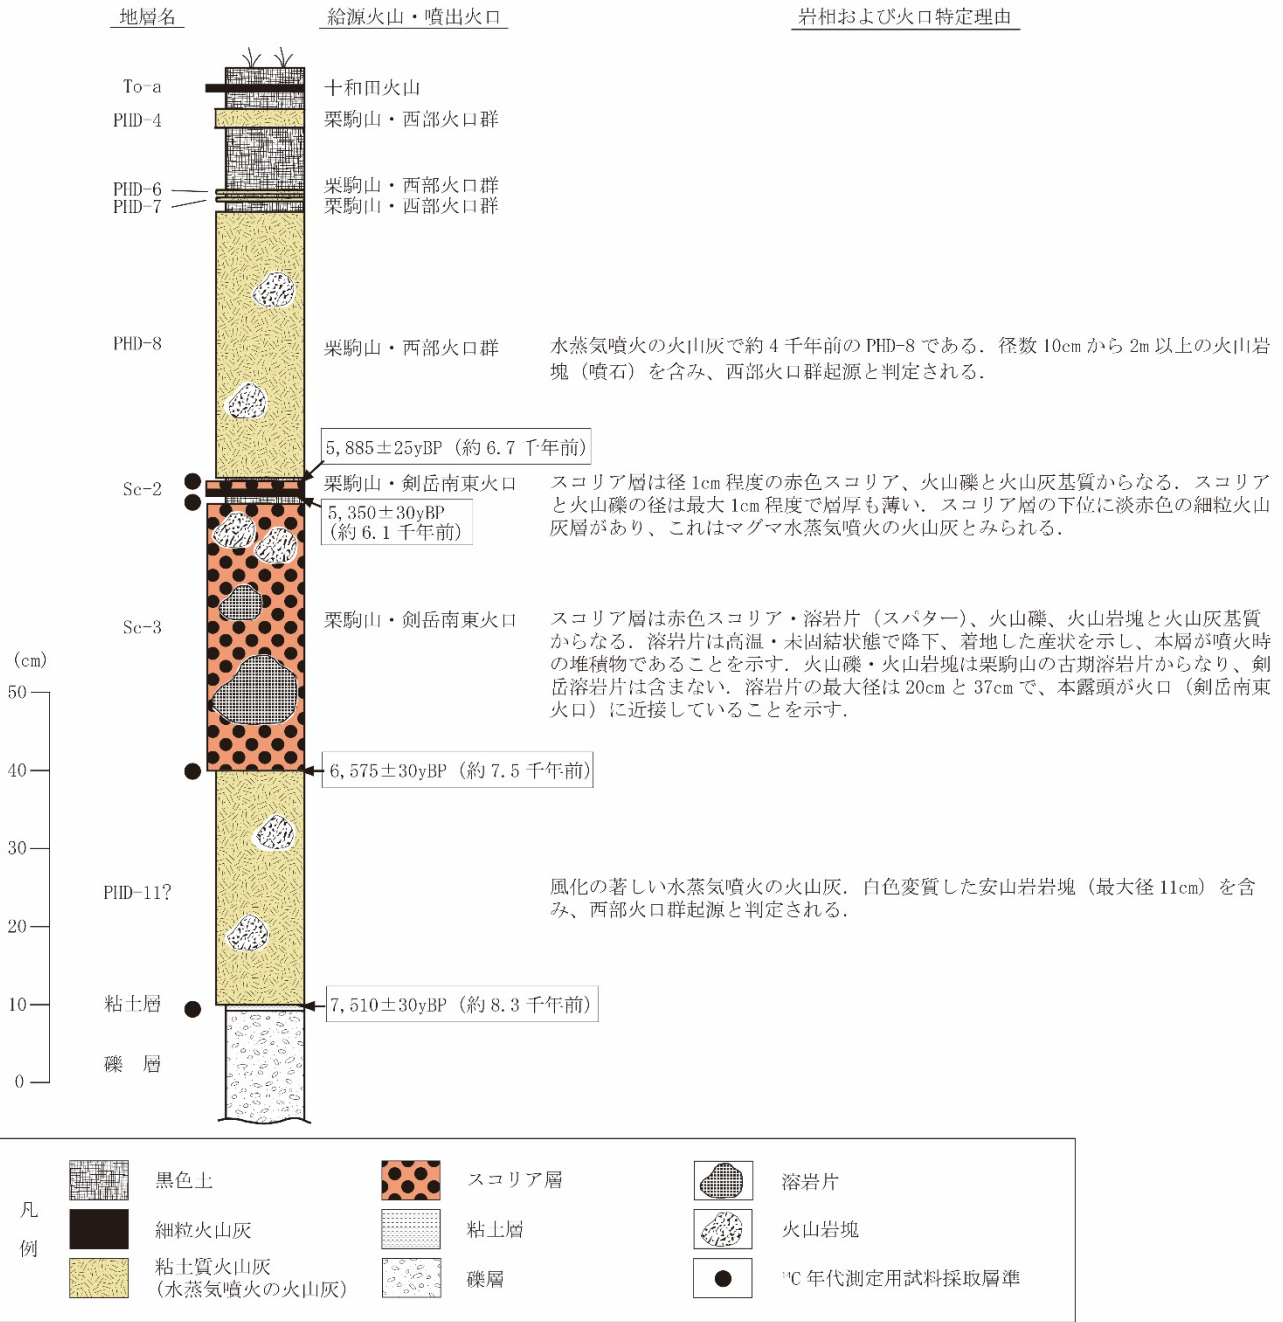 地層名 給源火山・噴出火口 岩相および火口特定理由
To-a 十和田火山
PHD-4 栗駒山・西部火口群
PHD-6 栗駒山・西部火口群
PHD-7 栗駒山・西部火口群
PHD-8 栗駒山・西部火口群
水蒸気噴火の火山灰で約4千年前のPHD-8である．径数10cmから2m以上の火山岩
塊（噴石）を含み、西部火口群起源と判定される．
5,885±25yBP（約6.7千年前）
Sc-2 栗駒山・剣岳南東火口
スコリア層は径1cm程度の赤色スコリア、火山礫と火山灰基質からなる．スコリア
と火山礫の径は最大1cm程度で層厚も薄い．スコリア層の下位に淡赤色の細粒火山
灰層があり、これはマグマ水蒸気噴火の火山灰とみられる．
5,350±30yBP
（約6.1千年前）
Sc-3 栗駒山・剣岳南東火口
スコリア層は赤色スコリア・溶岩片（スパター）、火山礫、火山岩塊と火山灰基質
からなる．溶岩片は高温・未固結状態で降下、着地した産状を示し、本層が噴火時
の堆積物であることを示す．火山礫・火山岩塊は栗駒山の古期溶岩片からなり、剣
岳溶岩片は含まない．溶岩片の最大径は20cmと37cmで、本露頭が火口（剣岳南東
火口）に近接していることを示す．
(cm)
50
40
30
20
10
0
6,575±30yBP（約7.5千年前）
PHD-11?
風化の著しい水蒸気噴火の火山灰．白色変質した安山岩岩塊（最大径11cm）を含
み、西部火口群起源と判定される．
粘土層
7,510±30yBP（約8.3千年前）
礫　層
凡
例
黒色土 スコリア層 溶岩片
細粒火山灰 粘土層 火山岩塊
粘土質火山灰
(水蒸気噴火の火山灰)
礫層 ¹⁴C年代測定用試料採取層準